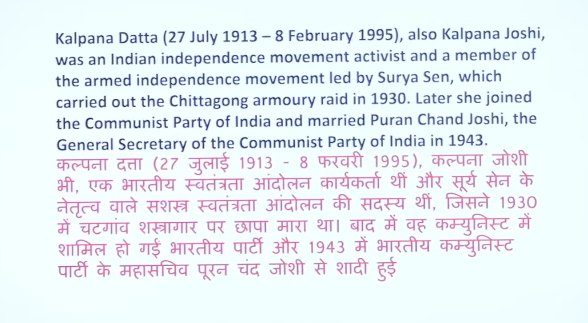 Kalpana Datta (27 July 1913 – 8 February 1995), also Kalpana Joshi,
was an Indian independence movement activist and a member of
the armed independence movement led by Surya Sen, which
carried out the Chittagong armoury raid in 1930. Later she joined
the Communist Party of India and married Puran Chand Joshi, the
General Secretary of the Communist Party of India in 1943.
कल्पना दत्ता (27 जुलाई 1913 - 8 फरवरी 1995), कल्पना जोशी
भी, एक भारतीय स्वतंत्रता आंदोलन कार्यकर्ता थीं और सूर्य सेन के
नेतृत्व वाले सशस्त्र स्वतंत्रता आंदोलन की सदस्य थीं, जिसने 1930
में चटगांव शस्त्रागार पर छापा मारा था। बाद में वह कम्युनिस्ट में
शामिल हो गई भारतीय पार्टी और 1943 में भारतीय कम्युनिस्ट
पार्टी के महासचिव पूरन चंद जोशी से शादी हुई